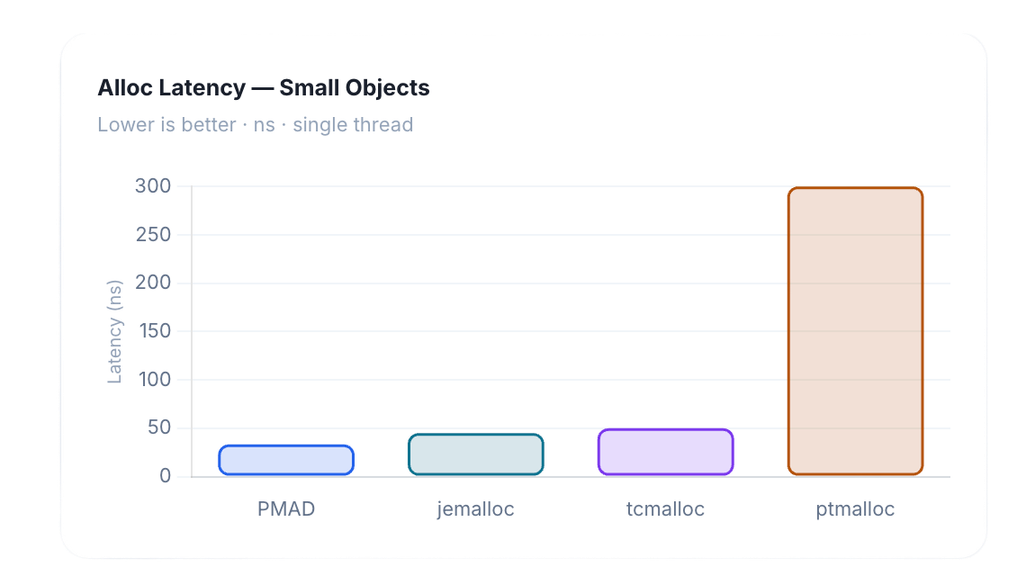 Alloc Latency — Small Objects
Lower is better · ns · single thread
Latency (ns)
300
250
200
150
100
50
0
PMAD jemalloc tcmalloc ptmalloc